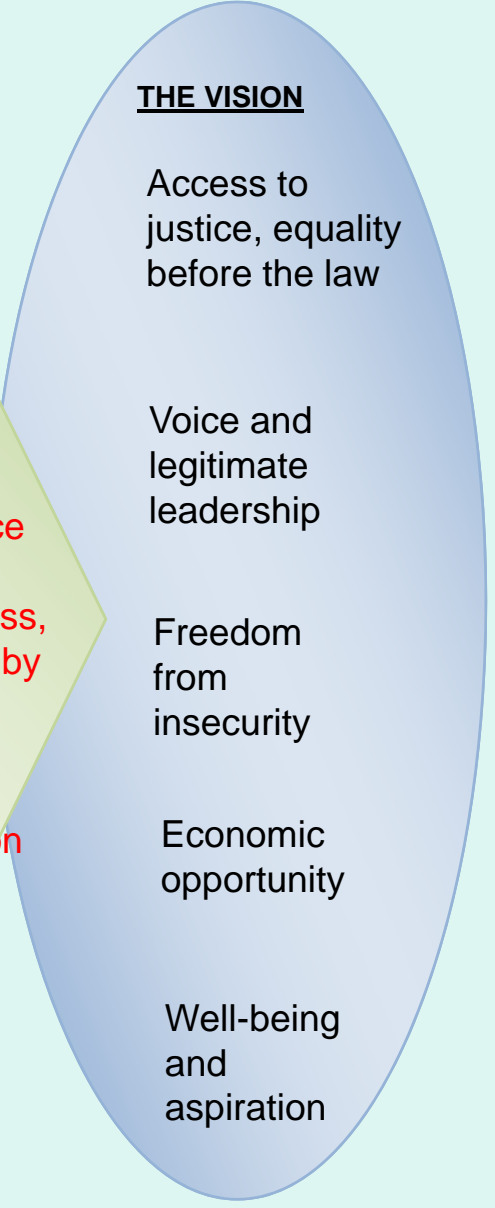 THE VISION
Access to
justice, equality
before the law
Voice and
legitimate
leadership
by
Freedom
from
insecurity
Economic
opportunity
Well-being
and
aspiration